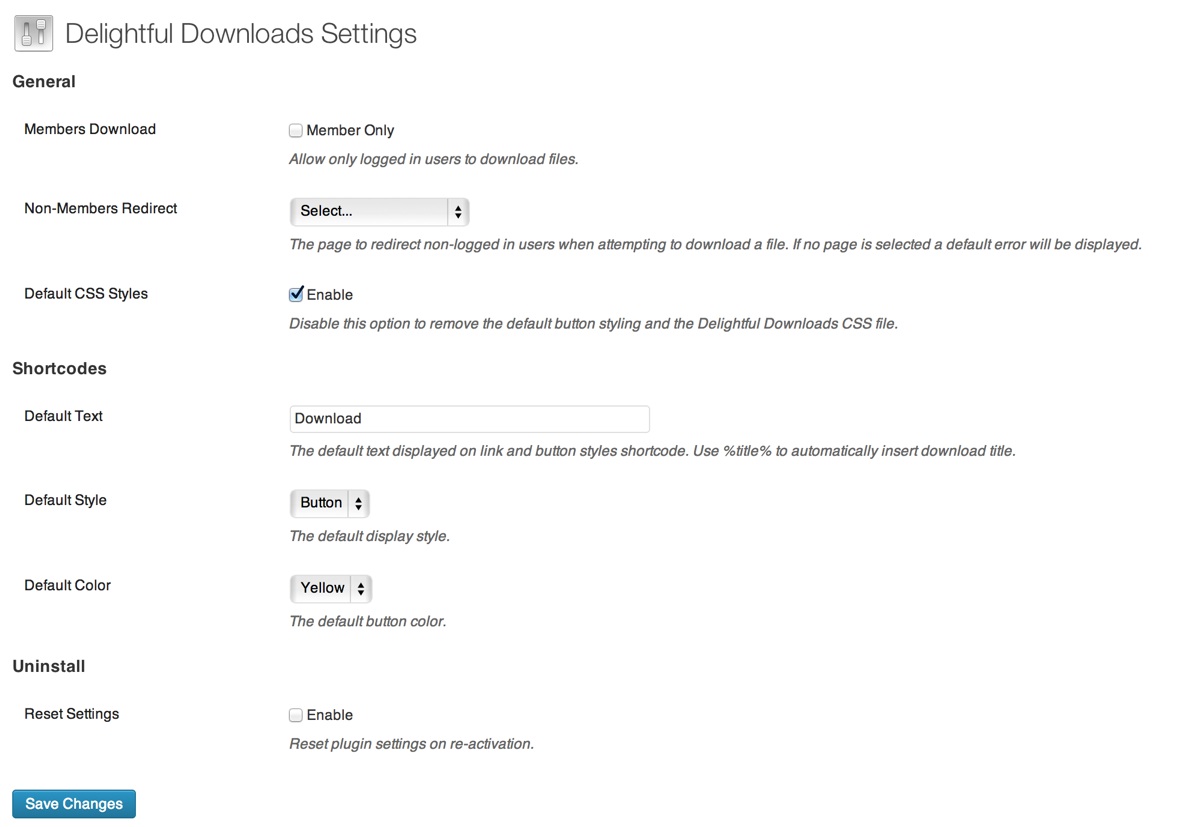 Delightful Downloads Settings
General
Members Download
Member Only
Allow only logged in users to download files.
Non-Members Redirect
Select...
The page to redirect non-logged in users when attempting to download a file. If no page is selected a default error will be displayed.
Default CSS Styles
Enable
Disable this option to remove the default button styling and the Delightful Downloads CSS file.
Shortcodes
Default Text
Download
The default text displayed on link and button styles shortcode. Use %title% to automatically insert download title.
Default Style
Button
The default display style.
Default Color
Yellow
The default button color.
Uninstall
Reset Settings
Enable
Reset plugin settings on re-activation.
Save Changes